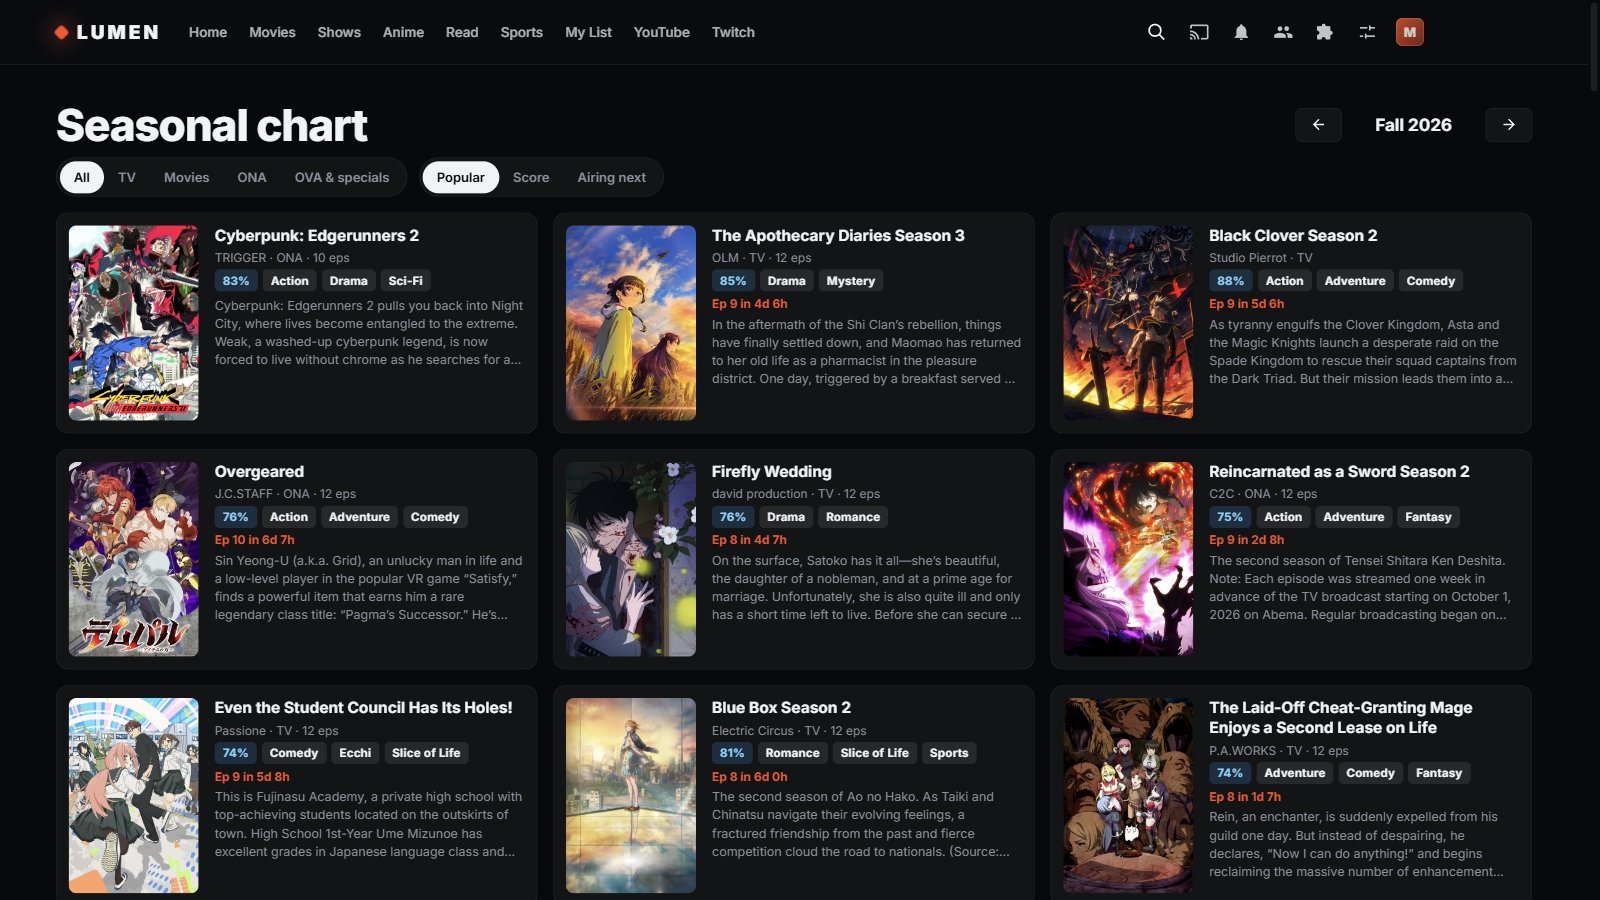 LUMEN
Home
Movies
Shows
Anime
Read
Sports
My List
YouTube
Twitch
M
Seasonal chart
Fall 2026
All
TV
Movies
ONA
OVA & specials
Popular
Score
Airing next
Cyberpunk: Edgerunners 2
TRIGGER · ONA · 10 eps
83% Action Drama Sci-Fi
Cyberpunk: Edgerunners 2 pulls you back into Night
City, where lives become entangled to the extreme.
Weak, a washed-up cyberpunk legend, is now
forced to live without chrome as he searches for a...
The Apothecary Diaries Season 3
OLM · TV · 12 eps
85% Drama Mystery
Ep 9 in 4d 6h
In the aftermath of the Shi Clan's rebellion, things
have finally settled down, and Maomao has returned
to her old life as a pharmacist in the pleasure
district. One day, triggered by a breakfast served ...
Black Clover Season 2
Studio Pierrot · TV
88% Action Adventure Comedy
Ep 9 in 5d 6h
As tyranny engulfs the Clover Kingdom, Asta and
the Magic Knights launch a desperate raid on the
Spade Kingdom to rescue their squad captains from
the Dark Triad. But their mission leads them into a...
テムパル
Overgeared
J.C.STAFF · ONA · 12 eps
76% Action Adventure Comedy
Ep 10 in 6d 7h
Sin Yeong-U (a.k.a. Grid), an unlucky man in life and
a low-level player in the popular VR game “Satisfy,”
finds a powerful item that earns him a rare
legendary class title: “Pagma’s Successor.” He’s...
Firefly Wedding
david production · TV · 12 eps
76% Drama Romance
Ep 8 in 4d 7h
On the surface, Satoko has it all—she’s beautiful,
the daughter of a nobleman, and at a prime age for
marriage. Unfortunately, she is also quite ill and only
has a short time left to live. Before she can secure ...
Reincarnated as a Sword Season 2
C2C · ONA · 12 eps
75% Action Adventure Fantasy
Ep 9 in 2d 8h
The second season of Tensei Shitara Ken Deshita.
Note: Each episode was streamed one week in
advance of the TV broadcast starting on October 1,
2026 on Abema. Regular broadcasting began on...
Even the Student Council Has Its Holes!
Passione · TV · 12 eps
74% Comedy Ecchi Slice of Life
Ep 9 in 5d 8h
This is Fujinasu Academy, a private high school with
top-achieving students located on the outskirts of
town. High School 1st-Year Ume Mizunoe has
excellent grades in Japanese language class and...
Blue Box Season 2
Electric Circus · TV · 12 eps
81% Romance Slice of Life Sports
Ep 8 in 6d 0h
The second season of Ao no Hako. As Taiki and
Chinatsu navigate their evolving feelings, a
fractured friendship from the past and fierce
competition cloud the road to nationals. (Source:...
The Laid-Off Cheat-Granting Mage
Enjoys a Second Lease on Life
P.A.WORKS · TV · 12 eps
74% Adventure Comedy Fantasy
Ep 8 in 1d 7h
Rein, an enchanter, is suddenly expelled from his
guild one day. But instead of despairing, he
declares, “Now I can do anything!” and begins
reclaiming the massive number of enhancement...